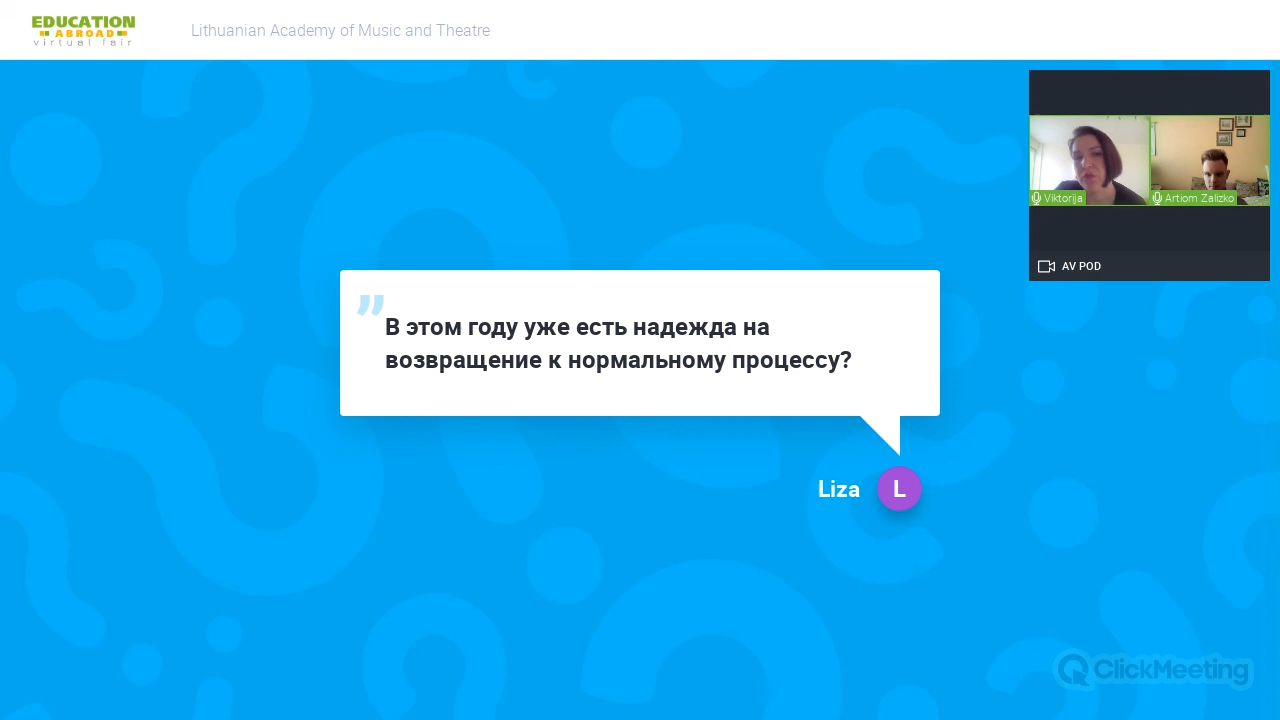 EDUCATION
ABROAD
virtual fair
Lithuanian Academy of Music and Theatre
Viktorija
Artiom Zalizko
AV POD
”
В этом году уже есть надежда на
возвращение к нормальному процессу?
Liza
L
ClickMeeting